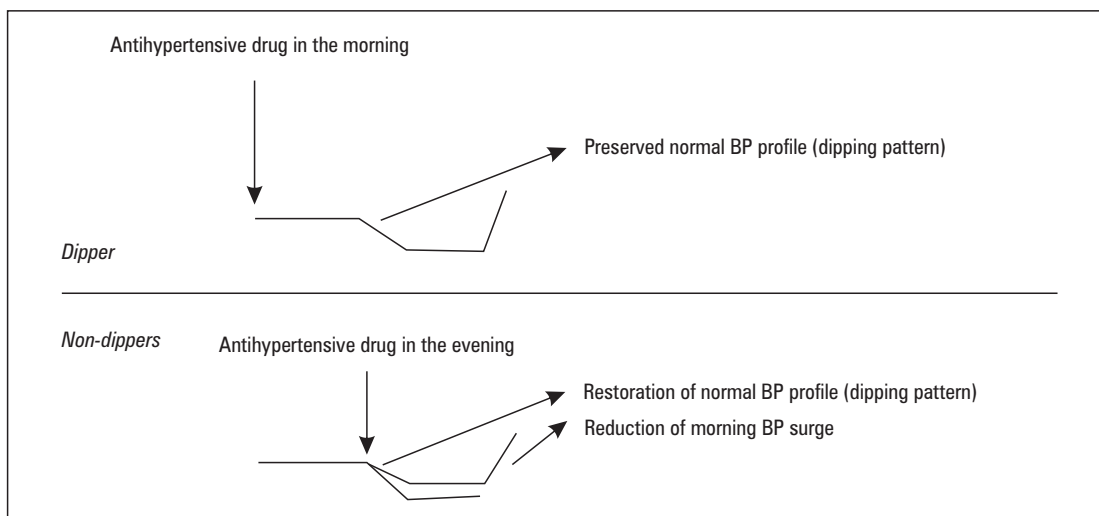 Antihypertensive drug in the morning
Preserved normal BP profile (dipping pattern)
Dipper
Non-dippers
Antihypertensive drug in the evening
Restoration of normal BP profile (dipping pattern)
Reduction of morning BP surge